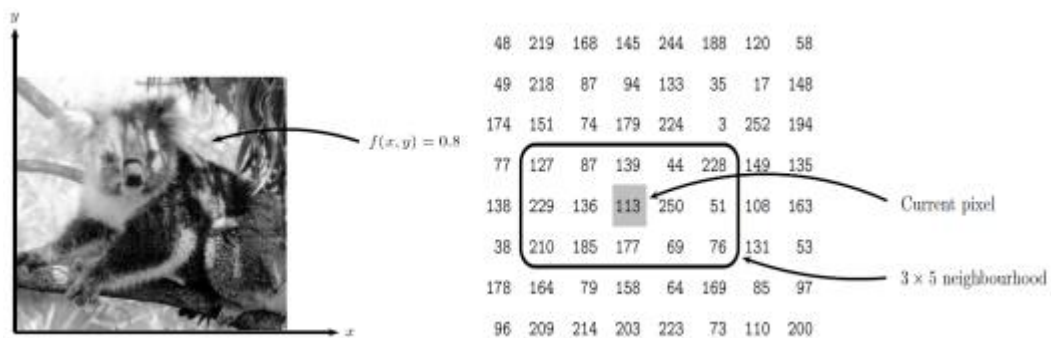 y
f(x, y) = 0.8
x
48 219 168 145 244 188 120 58
49 218 87 94 133 35 17 148
174 151 74 179 224 3 252 194
77 127 87 139 44 228 149 135
138 229 136 113 250 51 108 163
38 210 185 177 69 76 131 53
178 164 79 158 64 169 85 97
96 209 214 203 223 73 110 200
Current pixel
3 × 5 neighbourhood